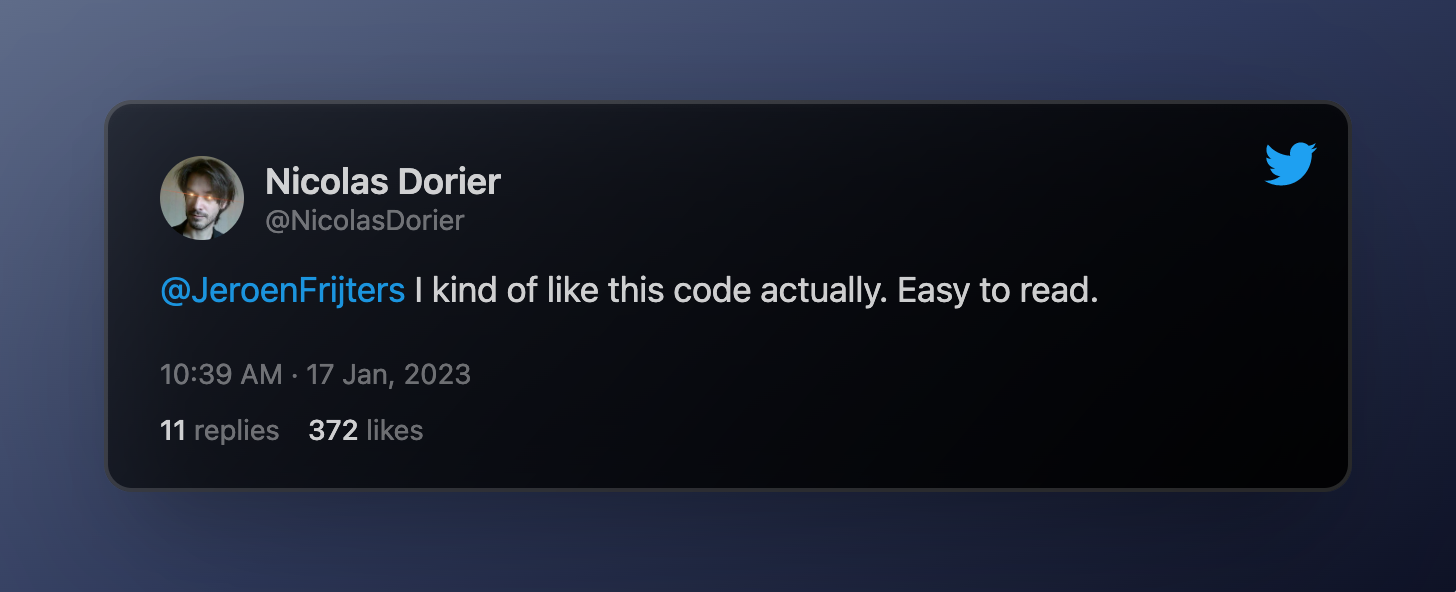 Nicolas Dorier
@NicolasDorier
@JeroenFrijters I kind of like this code actually. Easy to read.
10:39 AM · 17 Jan, 2023
11 replies 372 likes